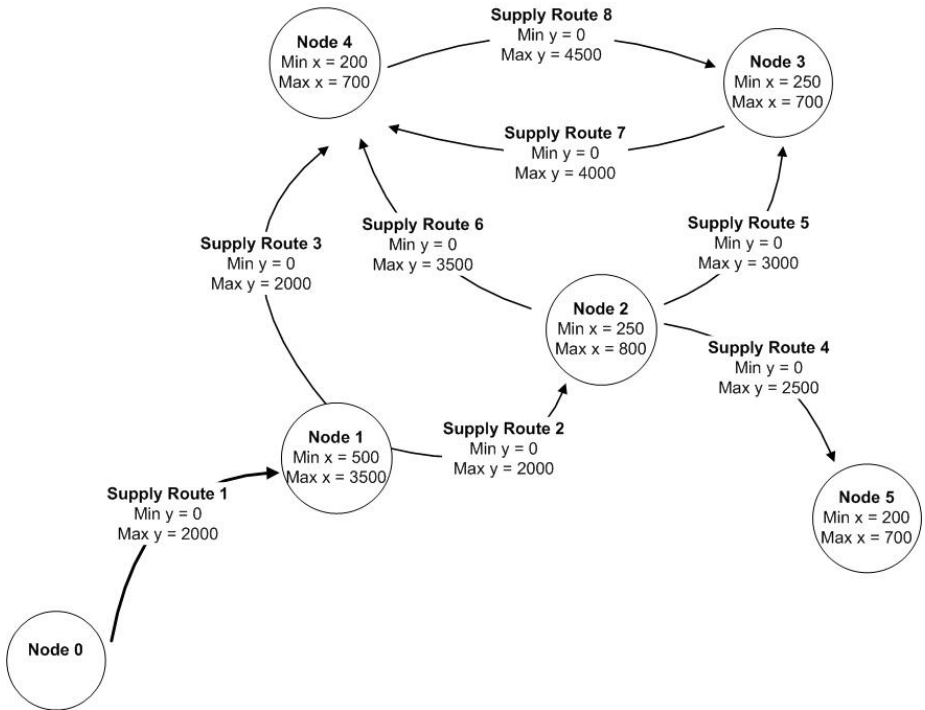 Supply Route 8
Min y = 0
Max y = 4500
Node 4
Min x = 200
Max x = 700
Node 3
Min x = 250
Max x = 700
Supply Route 7
Min y = 0
Max y = 4000
Supply Route 3
Min y = 0
Max y = 2000
Supply Route 6
Min y = 0
Max y = 3500
Supply Route 5
Min y = 0
Max y = 3000
Node 2
Min x = 250
Max x = 800
Supply Route 4
Min y = 0
Max y = 2500
Node 1
Min x = 500
Max x = 3500
Supply Route 2
Min y = 0
Max y = 2000
Supply Route 1
Min y = 0
Max y = 2000
Node 5
Min x = 200
Max x = 700
Node 0